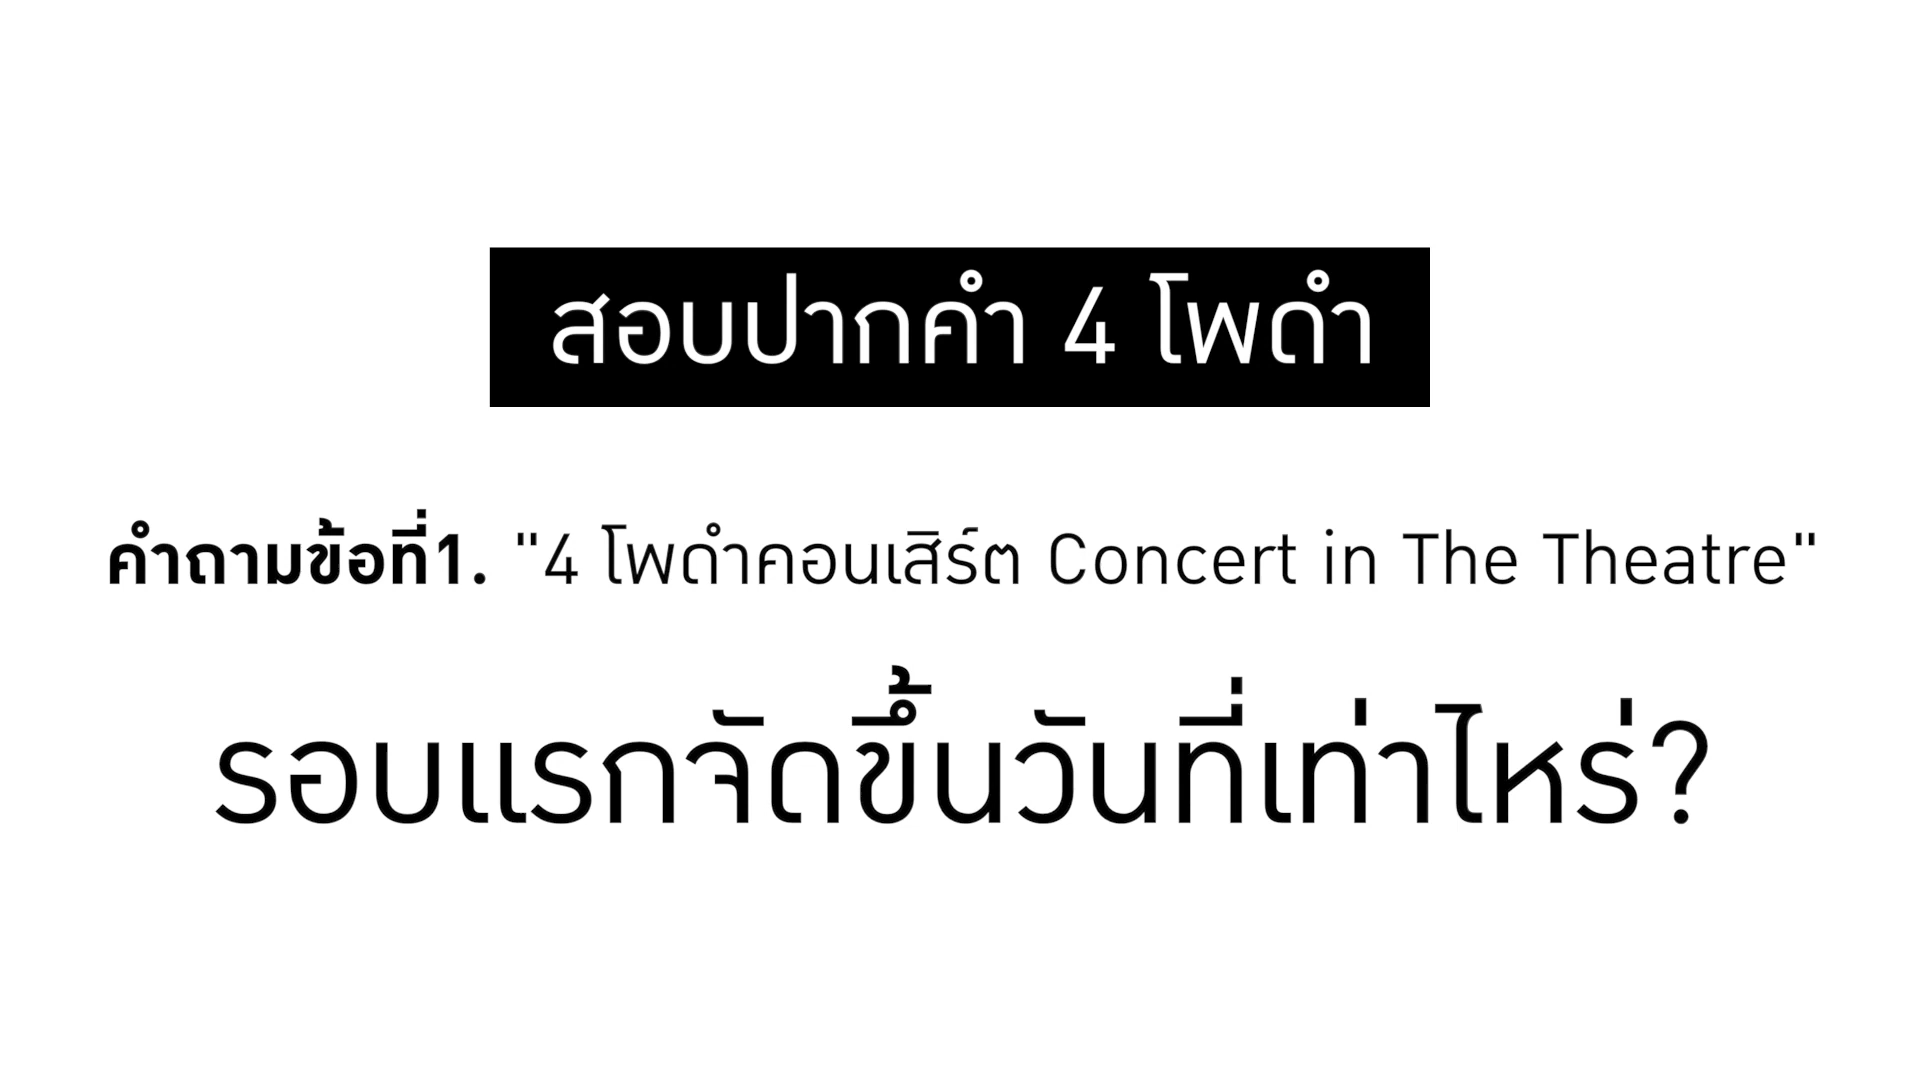 สอบปากคำ 4 โพดำ
คำถามข้อที่1. "4 โพดำคอนเสิร์ต Concert in The Theatre"
รอบแรกจัดขึ้นวันที่เท่าไหร่?